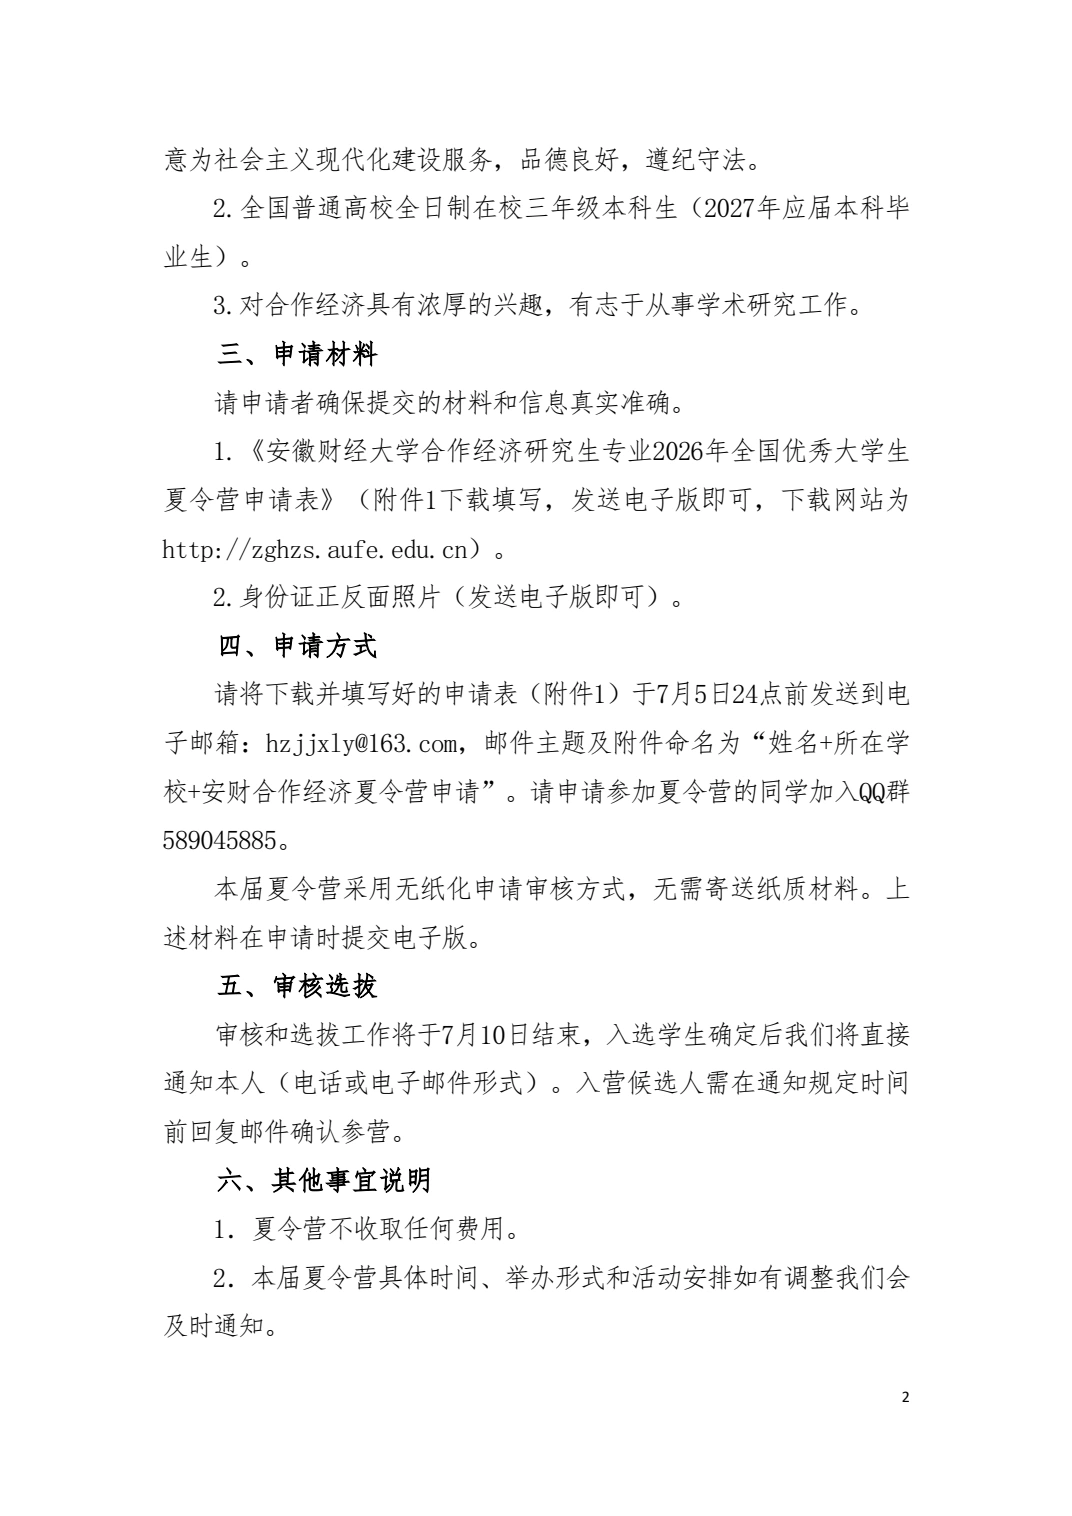 意为社会主义现代化建设服务，品德良好，遵纪守法。
2.全国普通高校全日制在校三年级本科生（2027年应届本科毕
业生）。
3.对合作经济具有浓厚的兴趣，有志于从事学术研究工作。
三、申请材料
请申请者确保提交的材料和信息真实准确。
1.《安徽财经大学合作经济研究生专业2026年全国优秀大学生
夏令营申请表》（附件1下载填写，发送电子版即可，下载网站为
http://zghzs.aufe.edu.cn）。
2.身份证正反面照片（发送电子版即可）。
四、申请方式
请将下载并填写好的申请表（附件1）于7月5日24点前发送到电
子邮箱：hzjjxly@163.com，邮件主题及附件命名为“姓名+所在学
校+安财合作经济夏令营申请”。请申请参加夏令营的同学加入QQ群
589045885。
本届夏令营采用无纸化申请审核方式，无需寄送纸质材料。上
述材料在申请时提交电子版。
五、审核选拔
审核和选拔工作将于7月10日结束，入选学生确定后我们将直接
通知本人（电话或电子邮件形式）。入营候选人需在通知规定时间
前回复邮件确认参营。
六、其他事宜说明
1. 夏令营不收取任何费用。
2. 本届夏令营具体时间、举办形式和活动安排如有调整我们会
及时通知。
2